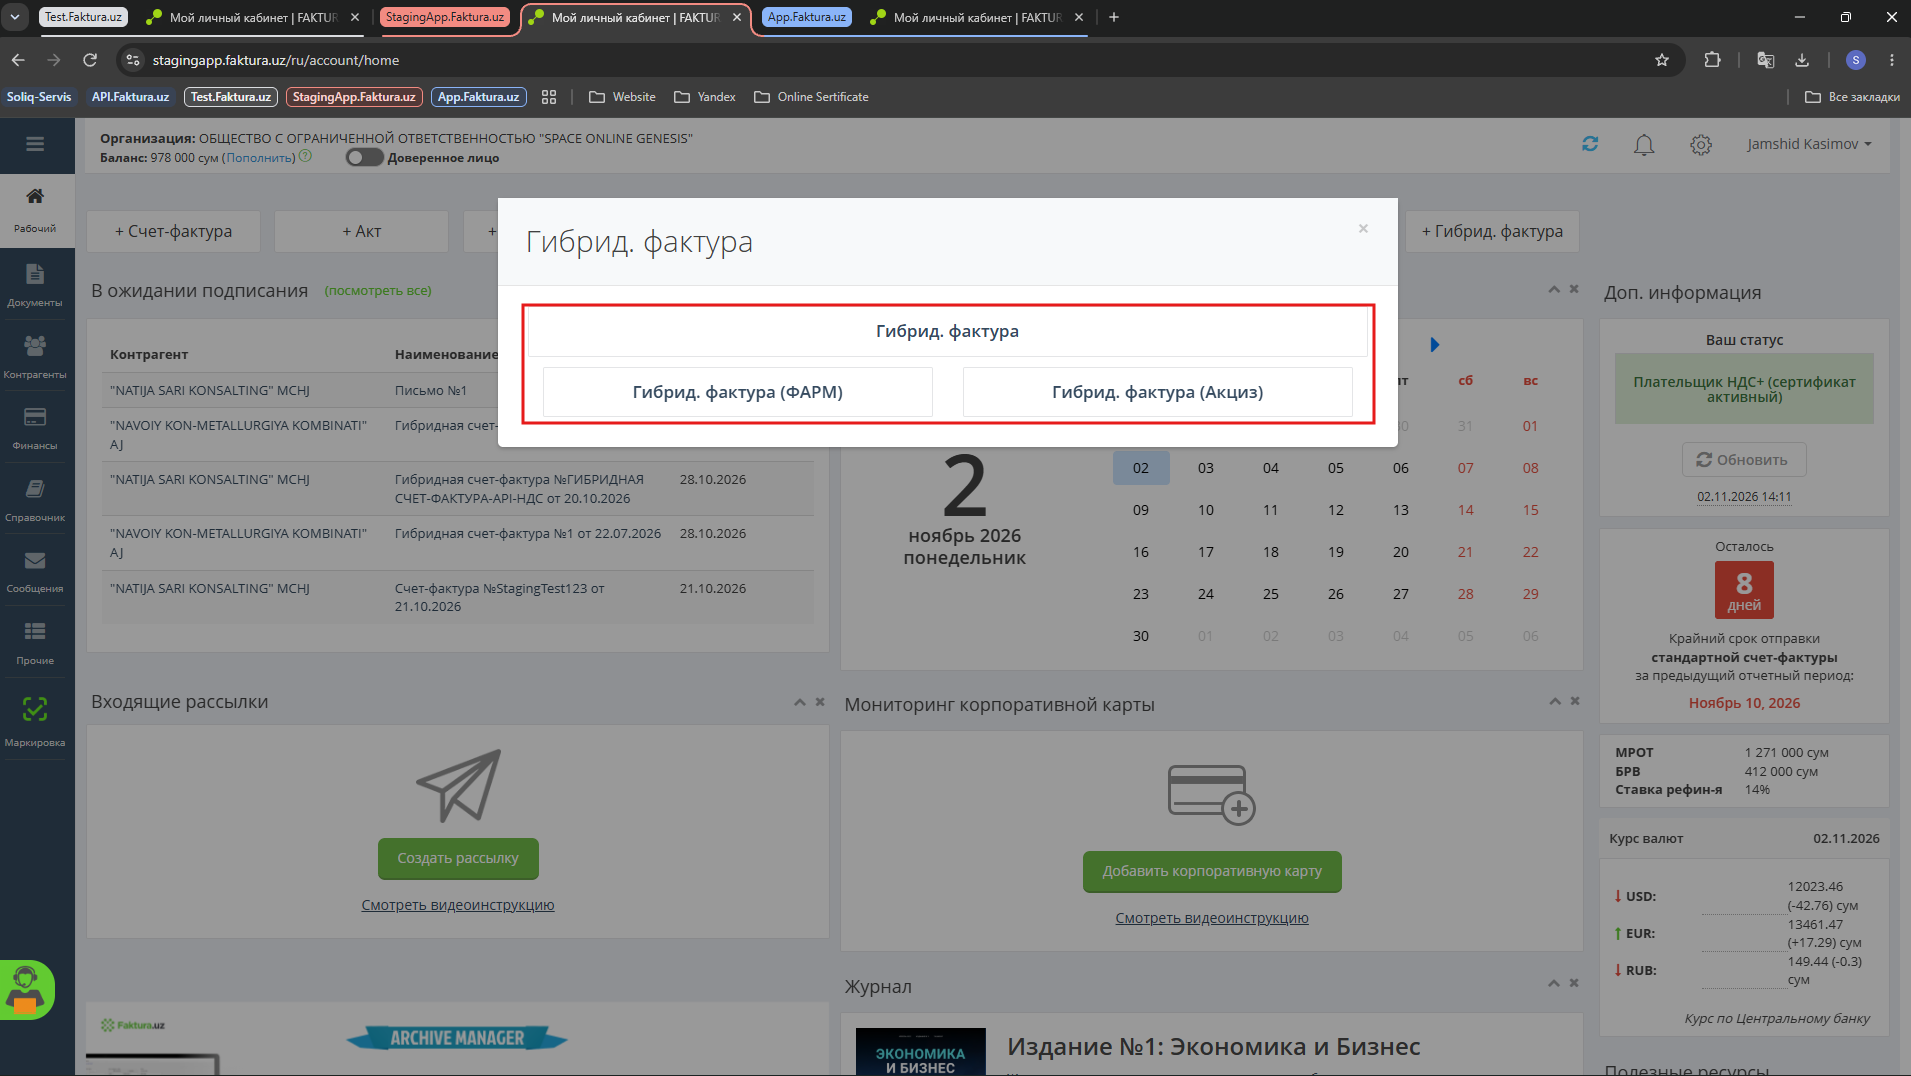 Test.Faktura.uz
Мой личный кабинет | FAKTUR
StagingApp.Faktura.uz
Мой личный кабинет | FAKTUR
App.Faktura.uz
Мой личный кабинет | FAKTUR
stagingapp.faktura.uz/ru/account/home
S
Soliq-Servis
API.Faktura.uz
Test.Faktura.uz
StagingApp.Faktura.uz
App.Faktura.uz
Website
Yandex
Online Sertificate
Все закладки
Организация: ОБЩЕСТВО С ОГРАНИЧЕННОЙ ОТВЕТСТВЕННОСТЬЮ "SPACE ONLINE GENESIS"
Баланс: 978 000 сум (Пополнить)
Доверенное лицо
Jamshid Kasimov
Рабочий
Документы
Контрагенты
Финансы
Справочник
Сообщения
Прочие
Маркировка
+ Счет-фактура
+ Акт
+
+ Гибрид. фактура
Гибрид. фактура
×
Гибрид. фактура
Гибрид. фактура (ФАРМ)
Гибрид. фактура (Акциз)
В ожидании подписания (посмотреть все)
Контрагент Наименование
"NATIJA SARI KONSALTING" MCHJ Письмо №1
"NAVOIY KON-METALLURGIYA KOMBINATI" AJ Гибридная счет-
"NATIJA SARI KONSALTING" MCHJ Гибридная счет-фактура №ГИБРИДНАЯ СЧЕТ-ФАКТУРА-API-НДС от 20.10.2026 28.10.2026
"NAVOIY KON-METALLURGIYA KOMBINATI" AJ Гибридная счет-фактура №1 от 22.07.2026 28.10.2026
"NATIJA SARI KONSALTING" MCHJ Счет-фактура №StagingTest123 от 21.10.2026 21.10.2026
2
ноябрь 2026
понедельник
пт сб вс
30 31 01
02 03 04 05 06 07 08
09 10 11 12 13 14 15
16 17 18 19 20 21 22
23 24 25 26 27 28 29
30 01 02 03 04 05 06
Доп. информация
Ваш статус
Плательщик НДС+ (сертификат активный)
Обновить
02.11.2026 14:11
Осталось
8
дней
Крайний срок отправки
стандартной счет-фактуры
за предыдущий отчетный период:
Ноябрь 10, 2026
МРОТ 1 271 000 сум
БРВ 412 000 сум
Ставка рефин-я 14%
Курс валют 02.11.2026
USD: 12023.46 (-42.76) сум
EUR: 13461.47 (+17.29) сум
RUB: 149.44 (-0.3) сум
Курс по Центральному банку
Полезные ресурсы
Входящие рассылки
Создать рассылку
Смотреть видеоинструкцию
Мониторинг корпоративной карты
Добавить корпоративную карту
Смотреть видеоинструкцию
Faktura.uz
ARCHIVE MANAGER
Журнал
ЭКОНОМИКА
И БИЗНЕС
Издание №1: Экономика и Бизнес